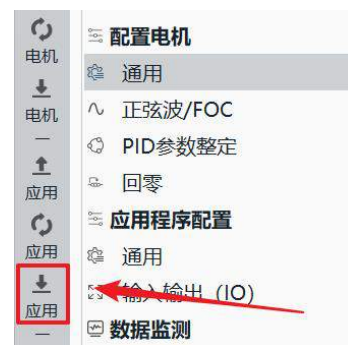 电机
电机
应用
应用
应用
配置电机
通用
正弦波/FOC
PID参数整定
回零
应用程序配置
通用
输入输出（IO）
数据监测